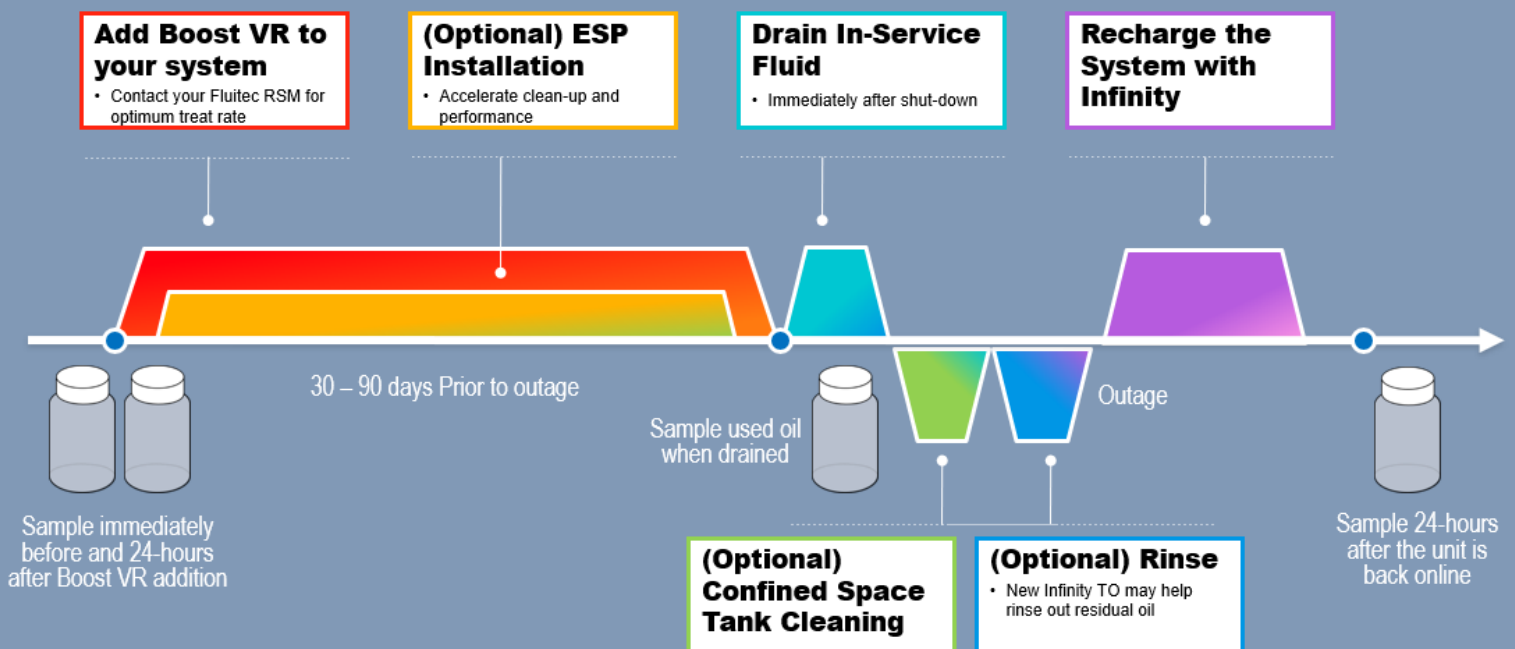 Add Boost VR to
your system
• Contact your Fluitec RSM for
optimum treat rate
(Optional) ESP
Installation
• Accelerate clean-up and
performance
Drain In-Service
Fluid
• Immediately after shut-down
Recharge the
System with
Infinity
30 – 90 days Prior to outage
Sample used oil
when drained
Outage
Sample immediately
before and 24-hours
after Boost VR addition
Sample 24-hours
after the unit is
back online
(Optional)
Confined Space
Tank Cleaning
(Optional) Rinse
• New Infinity TO may help
rinse out residual oil